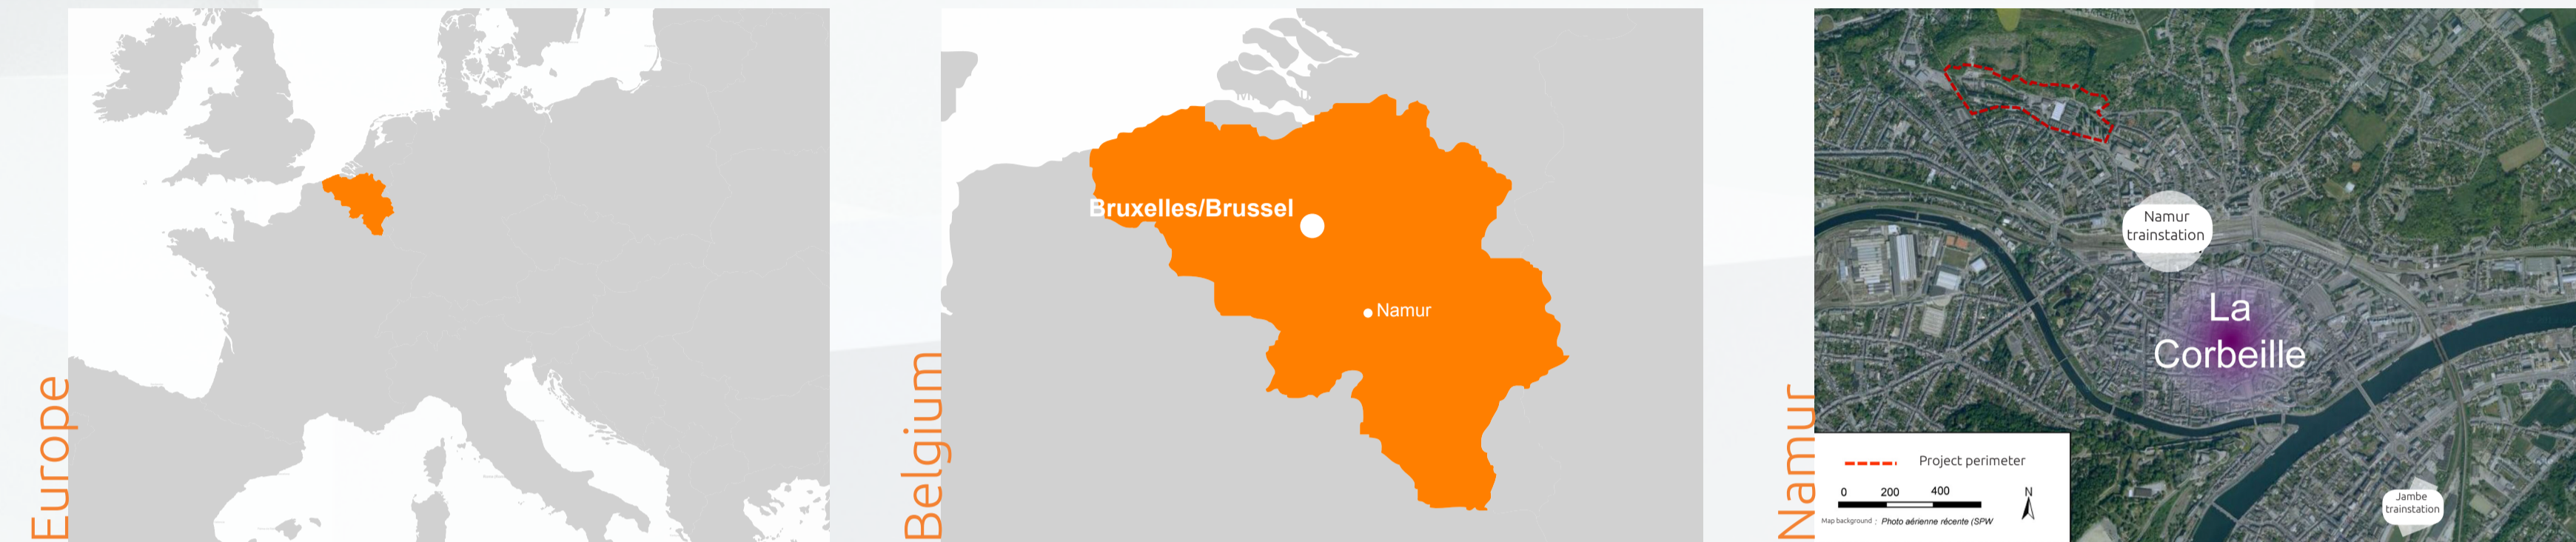 Europe
Belgium
Bruxelles/Brussel
Namur
Namur
Namur
trainstation
La
Corbeille
Jambe
trainstation
Project perimeter
0 200 400
N
Map background : Photo aérienne récente (SPW